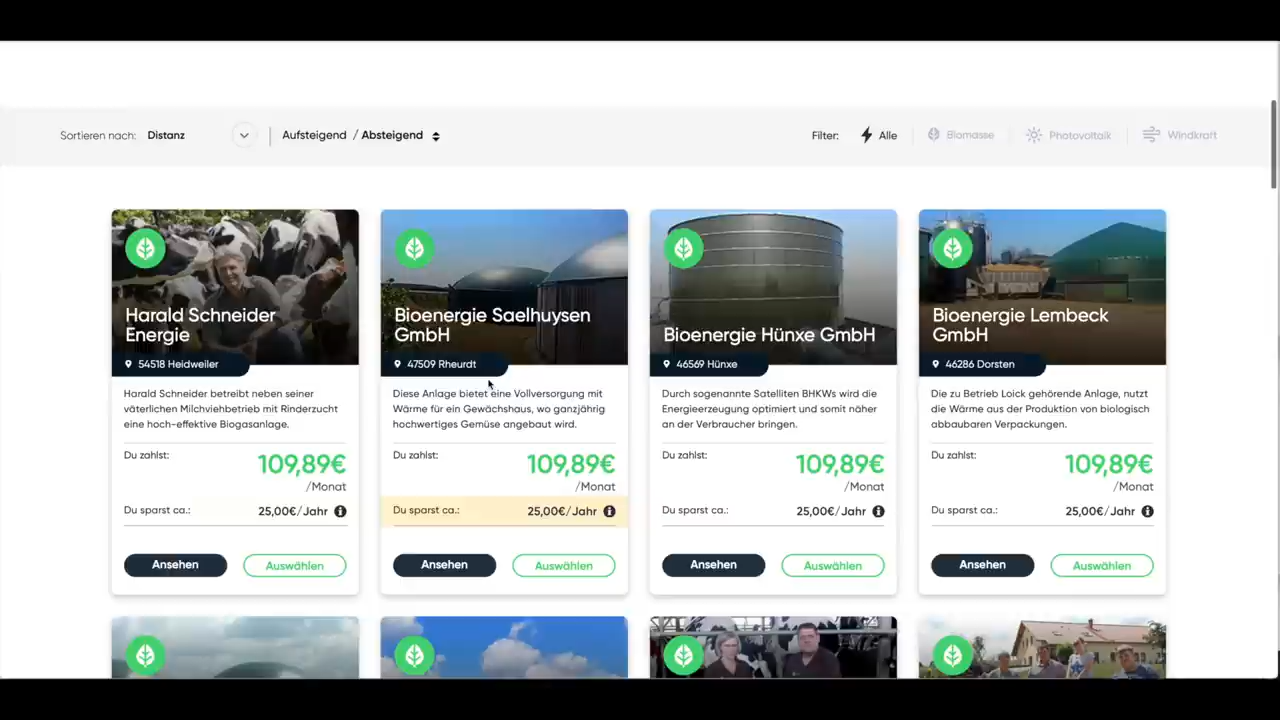 Sortieren nach: Distanz Aufsteigend / Absteigend Filter: Alle Biomasse Photovoltaik Windkraft
Harald Schneider
Energie
54518 Heidweiler
Harald Schneider betreibt neben seiner
väterlichen Milchviehbetrieb mit Rinderzucht
eine hoch-effektive Biogasanlage.
Du zahlst:
109,89€
/Monat
Du sparst ca.: 25,00€/Jahr
Ansehen Auswählen
Bioenergie Saelhuysen
GmbH
47509 Rheurdt
Diese Anlage bietet eine Vollversorgung mit
Wärme für ein Gewächshaus, wo ganzjährig
hochwertiges Gemüse angebaut wird.
Du zahlst:
109,89€
/Monat
Du sparst ca.: 25,00€/Jahr
Ansehen Auswählen
Bioenergie Hünxe GmbH
46569 Hünxe
Durch sogenannte Satelliten BHKWs wird die
Energieerzeugung optimiert und somit näher
an der Verbraucher bringen.
Du zahlst:
109,89€
/Monat
Du sparst ca.: 25,00€/Jahr
Ansehen Auswählen
Bioenergie Lembeck
GmbH
46286 Dorsten
Die zu Betrieb Loick gehörende Anlage, nutzt
die Wärme aus der Produktion von biologisch
abbaubaren Verpackungen.
Du zahlst:
109,89€
/Monat
Du sparst ca.: 25,00€/Jahr
Ansehen Auswählen